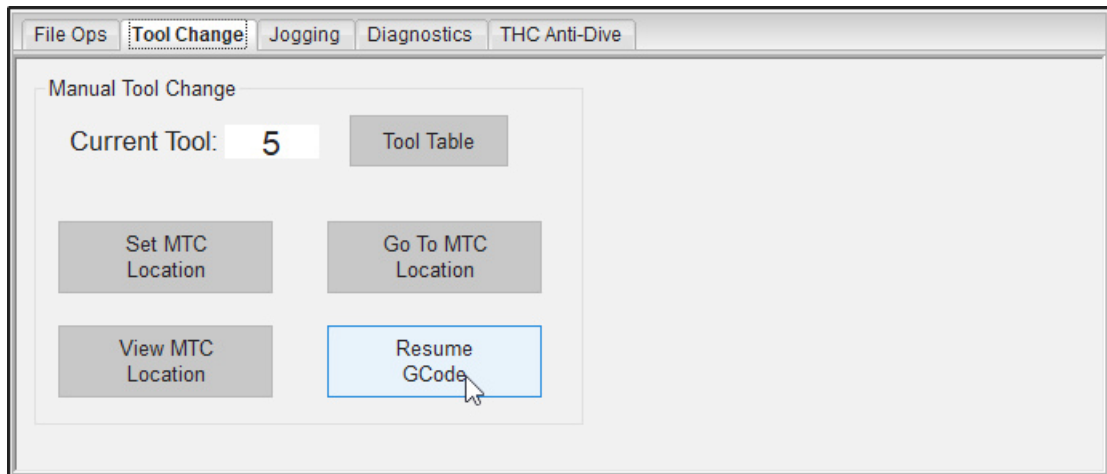 File Ops Tool Change Jogging Diagnostics THC Anti-Dive
Manual Tool Change
Current Tool: 5 Tool Table
Set MTC
Location
Go To MTC
Location
View MTC
Location
Resume
GCode